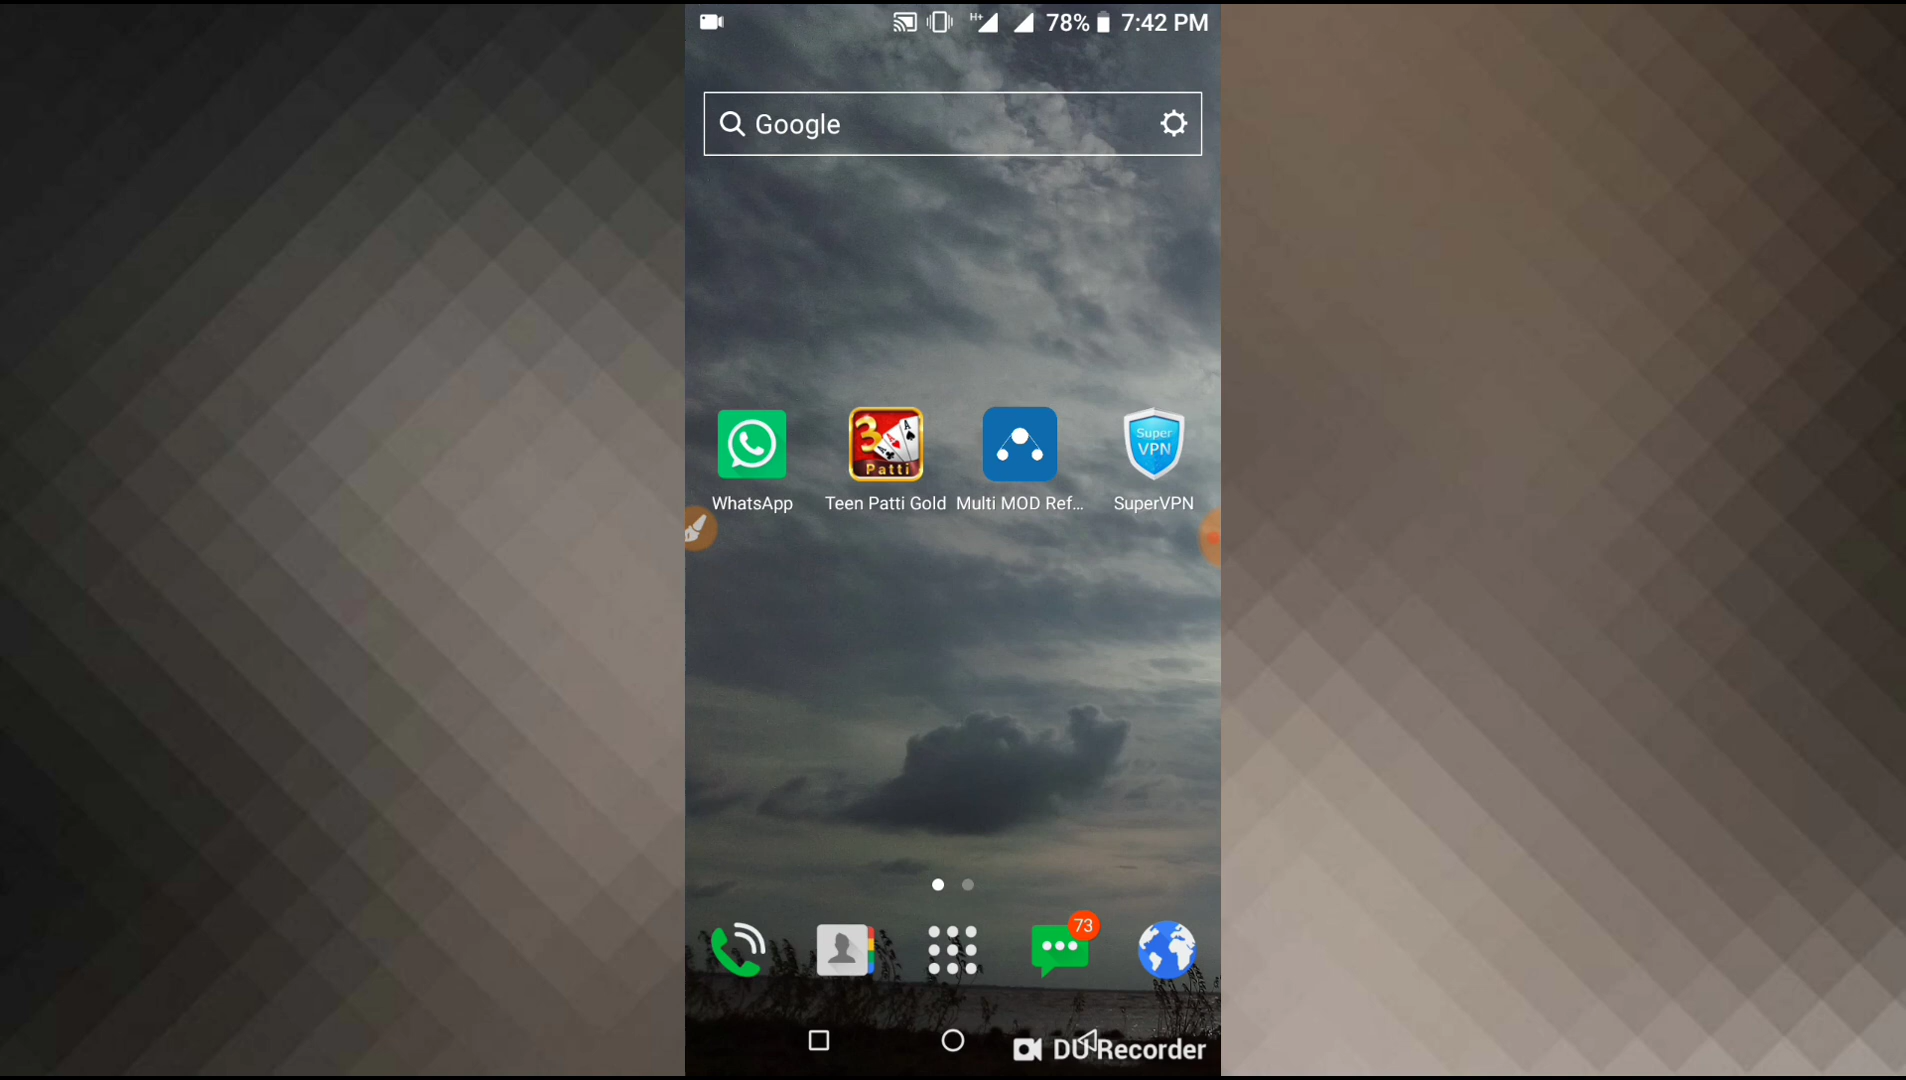 H+ 78% 7:42 PM
Google
3 Patti
A A A
Super VPN
WhatsApp Teen Patti Gold Multi MOD Ref... SuperVPN
73
DU Recorder